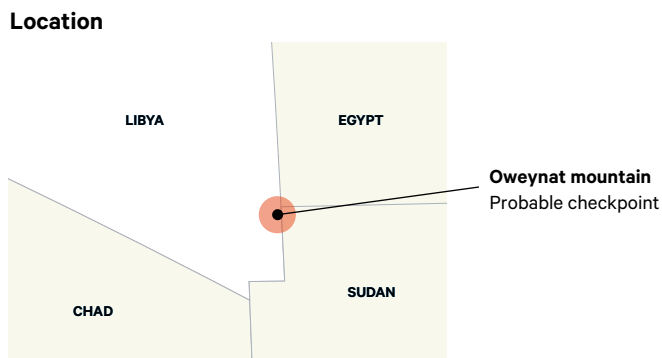 Location
LIBYA
EGYPT
Oweynat mountain
Probable checkpoint
SUDAN
CHAD